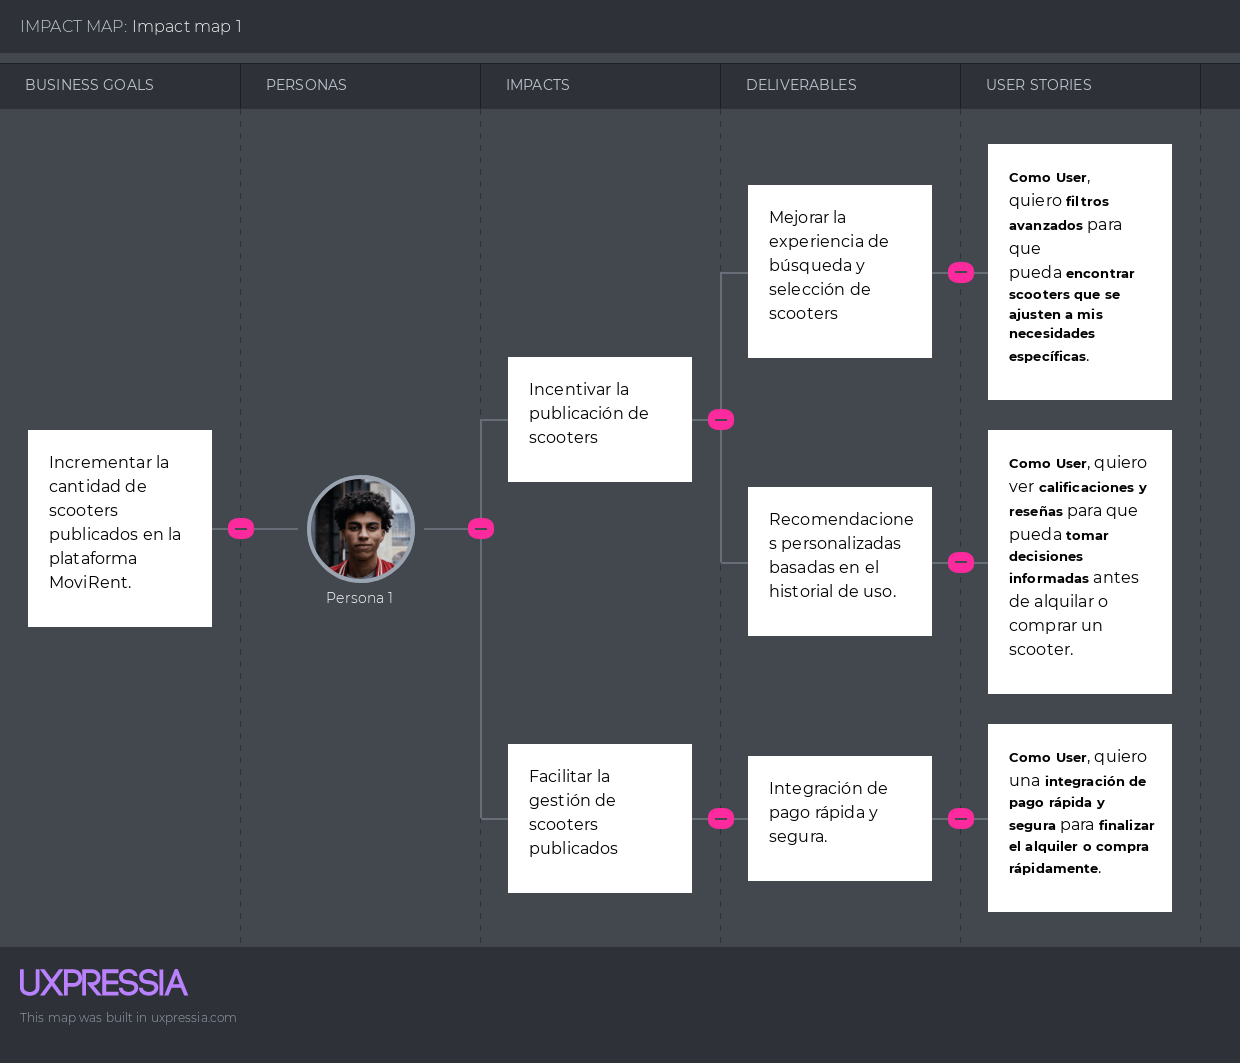 IMPACT MAP: Impact map 1
BUSINESS GOALS
PERSONAS
IMPACTS
DELIVERABLES
USER STORIES
Incrementar la
cantidad de
scooters
publicados en la
plataforma
MoviRent.
Persona 1
Incentivar la
publicación de
scooters
Facilitar la
gestión de
scooters
publicados
Mejorar la
experiencia de
búsqueda y
selección de
scooters
Recomendacione
s personalizadas
basadas en el
historial de uso.
Integración de
pago rápida y
segura.
Como User,
quiero filtros
avanzados para
que
pueda encontrar
scooters que se
ajusten a mis
necesidades
específicas.
Como User, quiero
ver calificaciones y
reseñas para que
pueda tomar
decisiones
informadas antes
de alquilar o
comprar un
scooter.
Como User, quiero
una integración de
pago rápida y
segura para finalizar
el alquiler o compra
rápidamente.
UXPRESSIA
This map was built in uxpressia.com